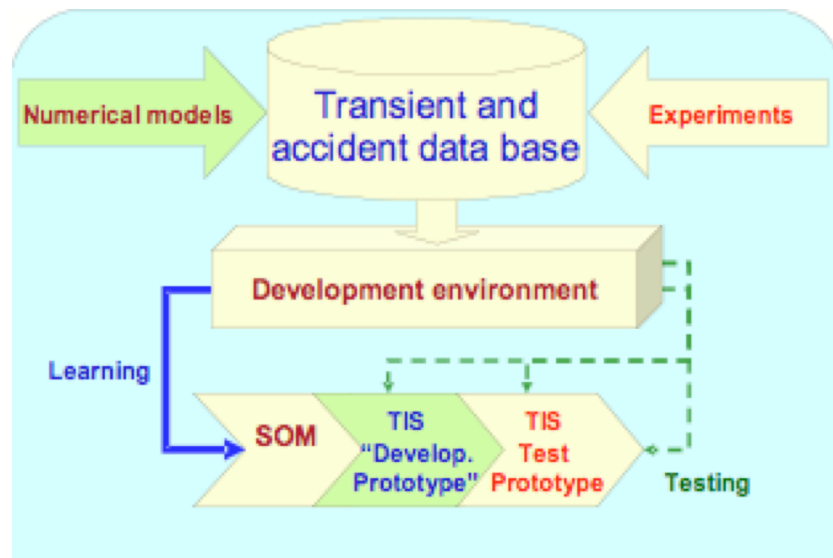 Numerical models
Transient and
accident data base
Experiments
Development environment
Learning
SOM
TIS
“Develop.
Prototype”
TIS
Test
Prototype
Testing